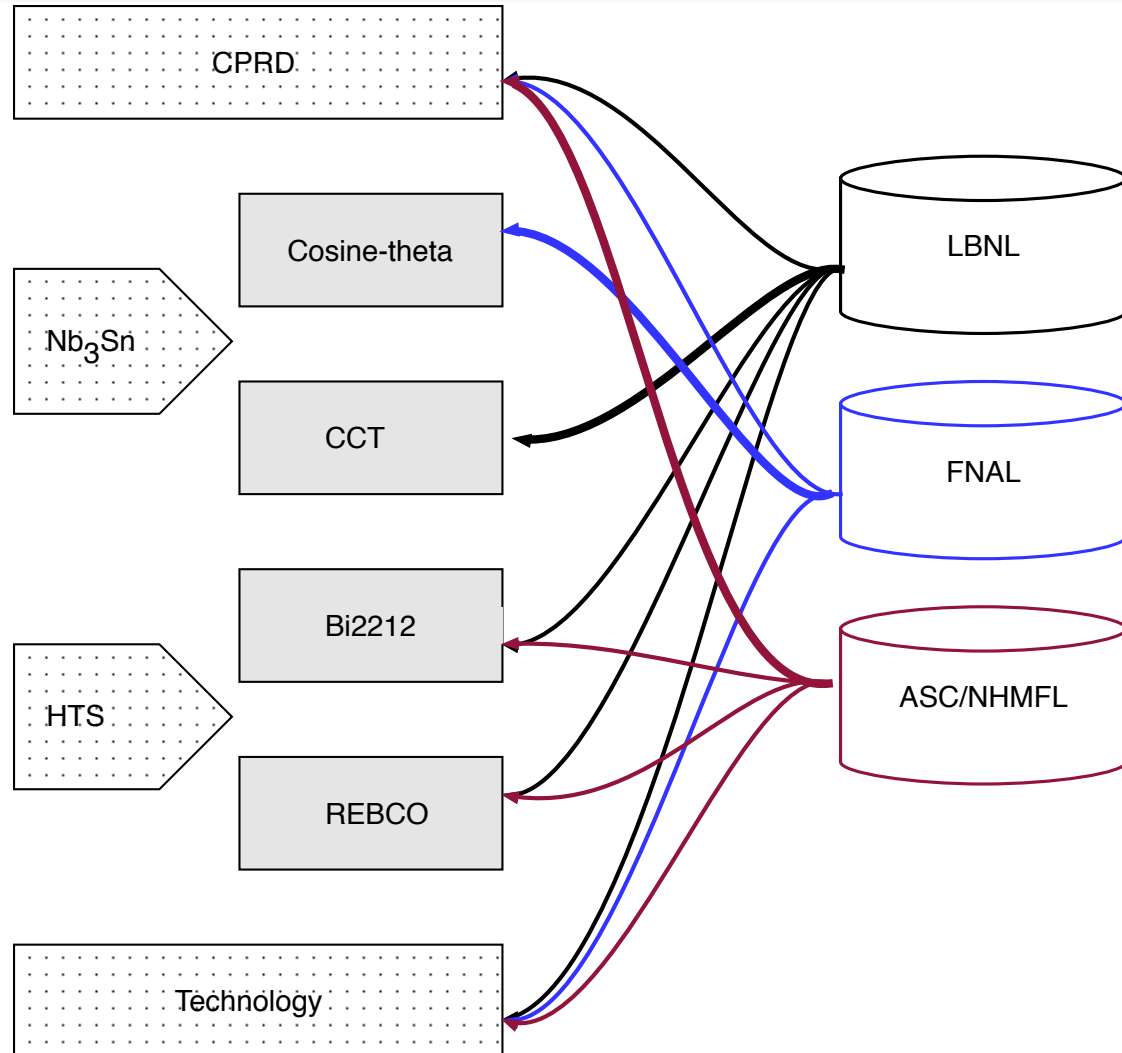 CPRD
Cosine-theta
Nb3Sn
CCT
Bi2212
HTS
REBCO
Technology
LBNL
FNAL
ASC/NHMFL